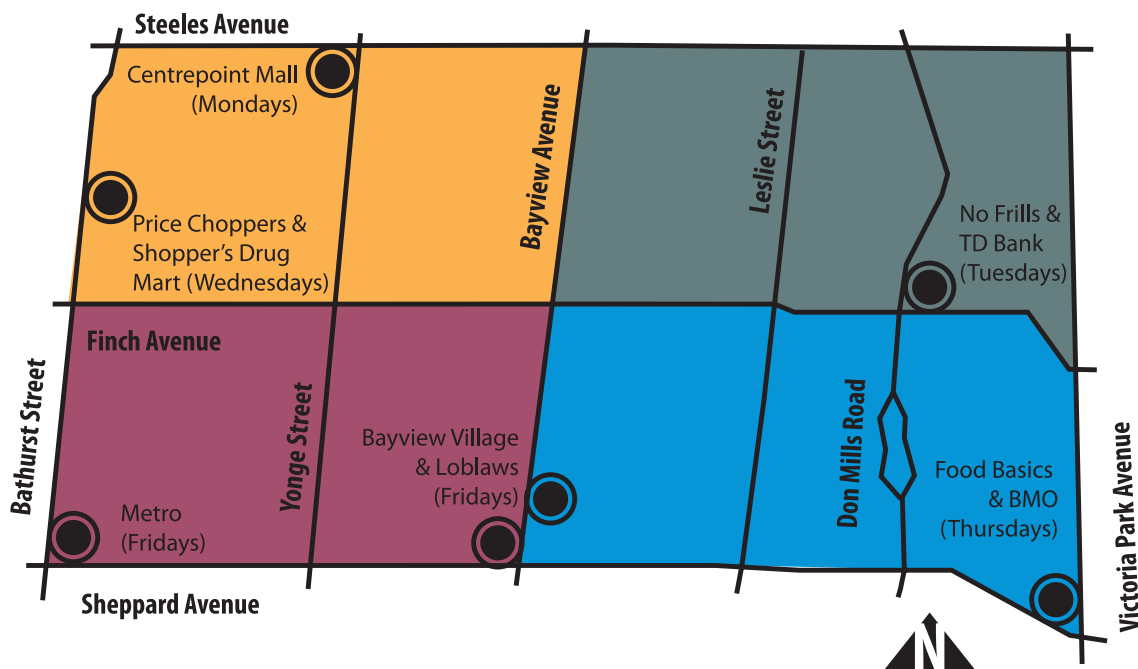 Steeles Avenue
Centrepoint Mall
(Mondays)
Bayview Avenue
Leslie Street
Price Choppers &
Shopper's Drug
Mart (Wednesdays)
No Frills &
TD Bank
(Tuesdays)
Finch Avenue
Bathurst Street
Yonge Street
Bayview Village
& Loblaws
(Fridays)
Don Mills Road
Food Basics
& BMO
(Thursdays)
Victoria Park Avenue
Metro
(Fridays)
Sheppard Avenue
N